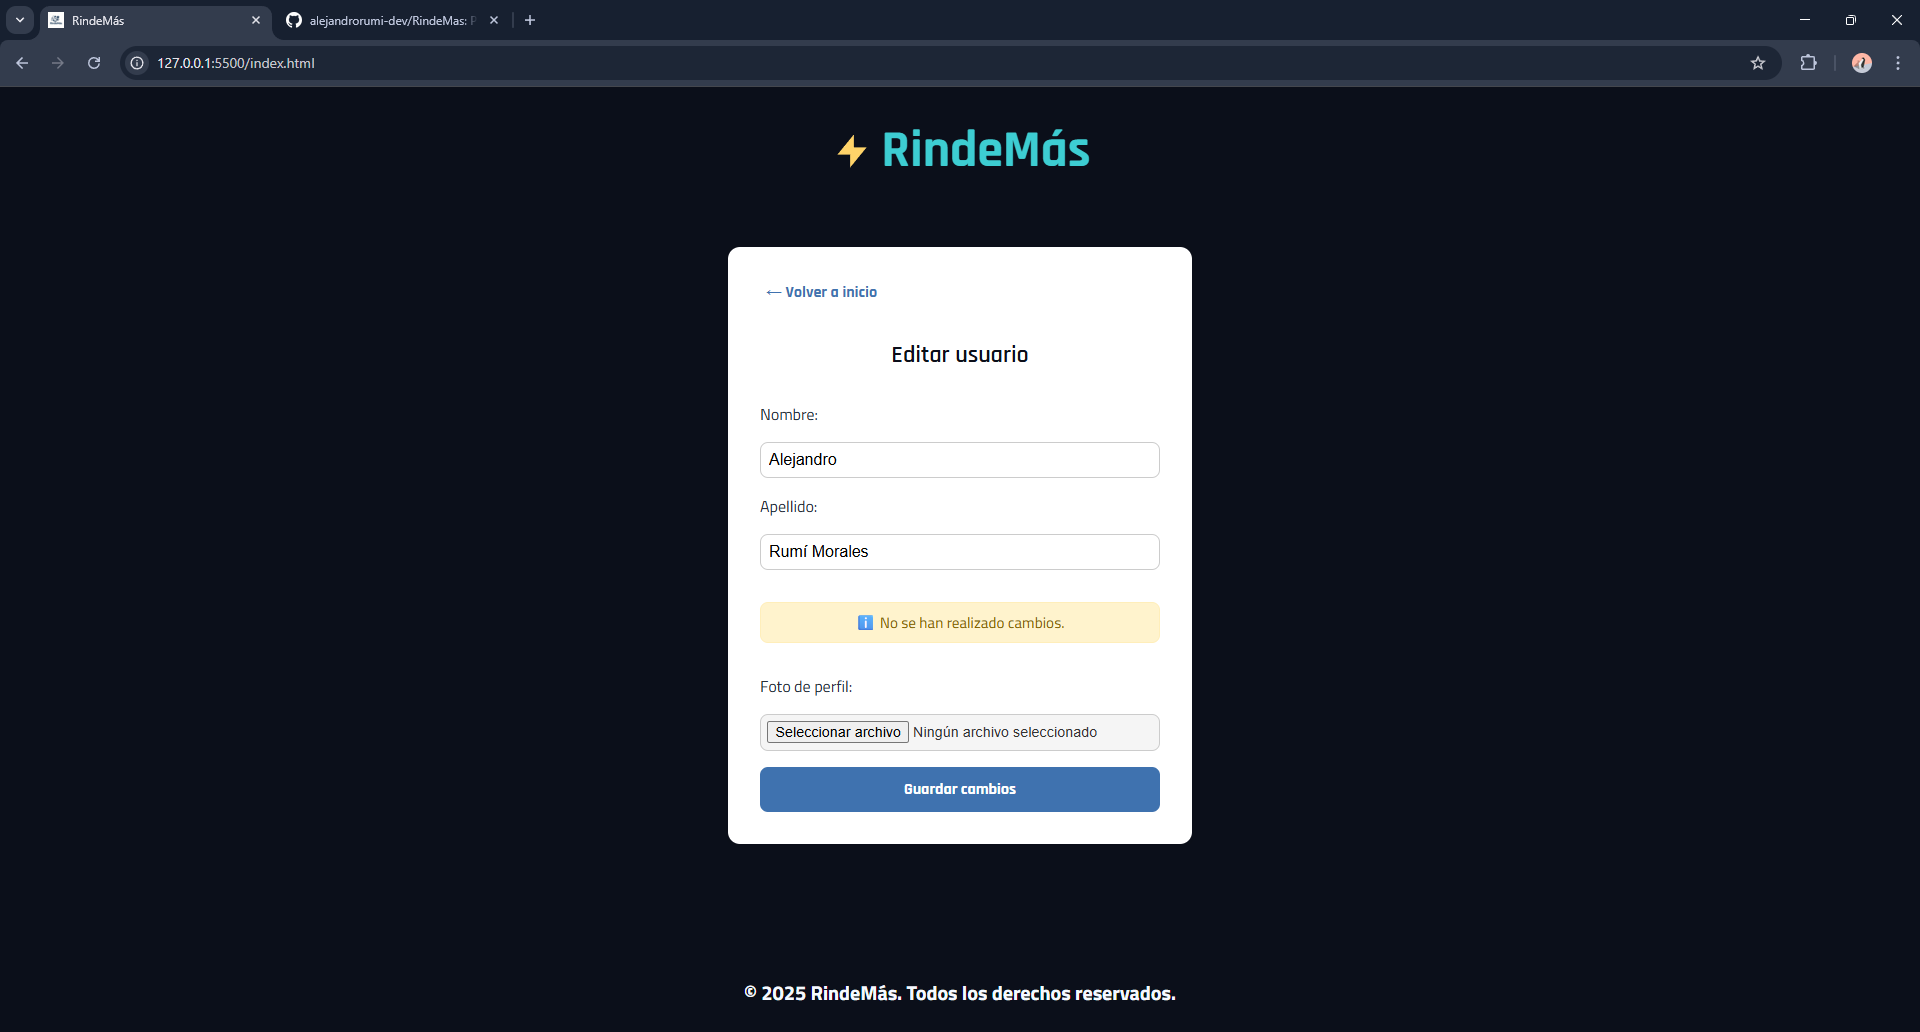 RindeMás
alejandrorumi-dev/RindeMas: P
127.0.0.1:5500/index.html
⚡ RindeMás
← Volver a inicio
Editar usuario
Nombre:
Alejandro
Apellido:
Rumí Morales
ℹ️ No se han realizado cambios.
Foto de perfil:
Seleccionar archivo Ningún archivo seleccionado
Guardar cambios
© 2025 RindeMás. Todos los derechos reservados.